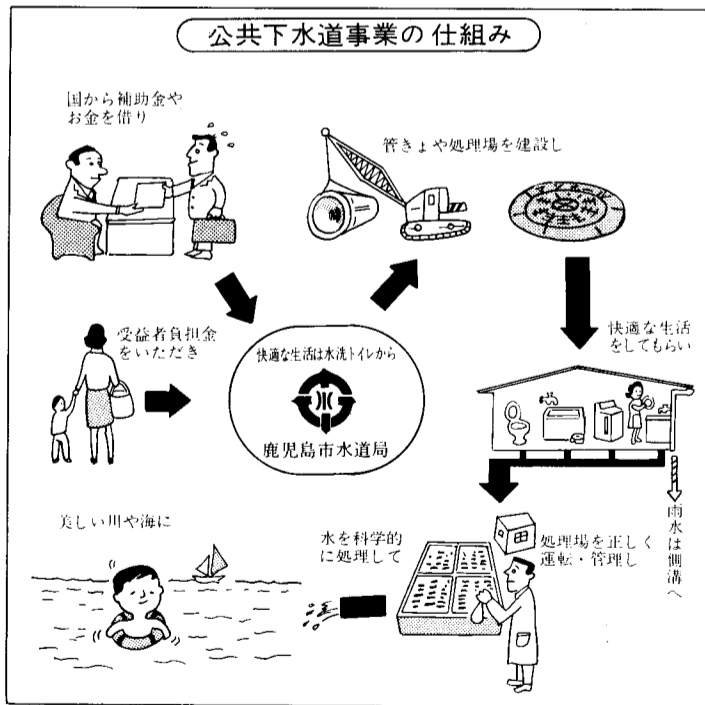 公共下水道事業の仕組み
国から補助金や
お金を借り
管きょや処理場を建設し
受益者負担金
をいただき
快適な生活は水洗トイレから
鹿児島市水道局
快適な生活
をしてもらい
雨水は側溝へ
処理場を正しく
運転・管理し
水を科学的
に処理して
美しい川や海に